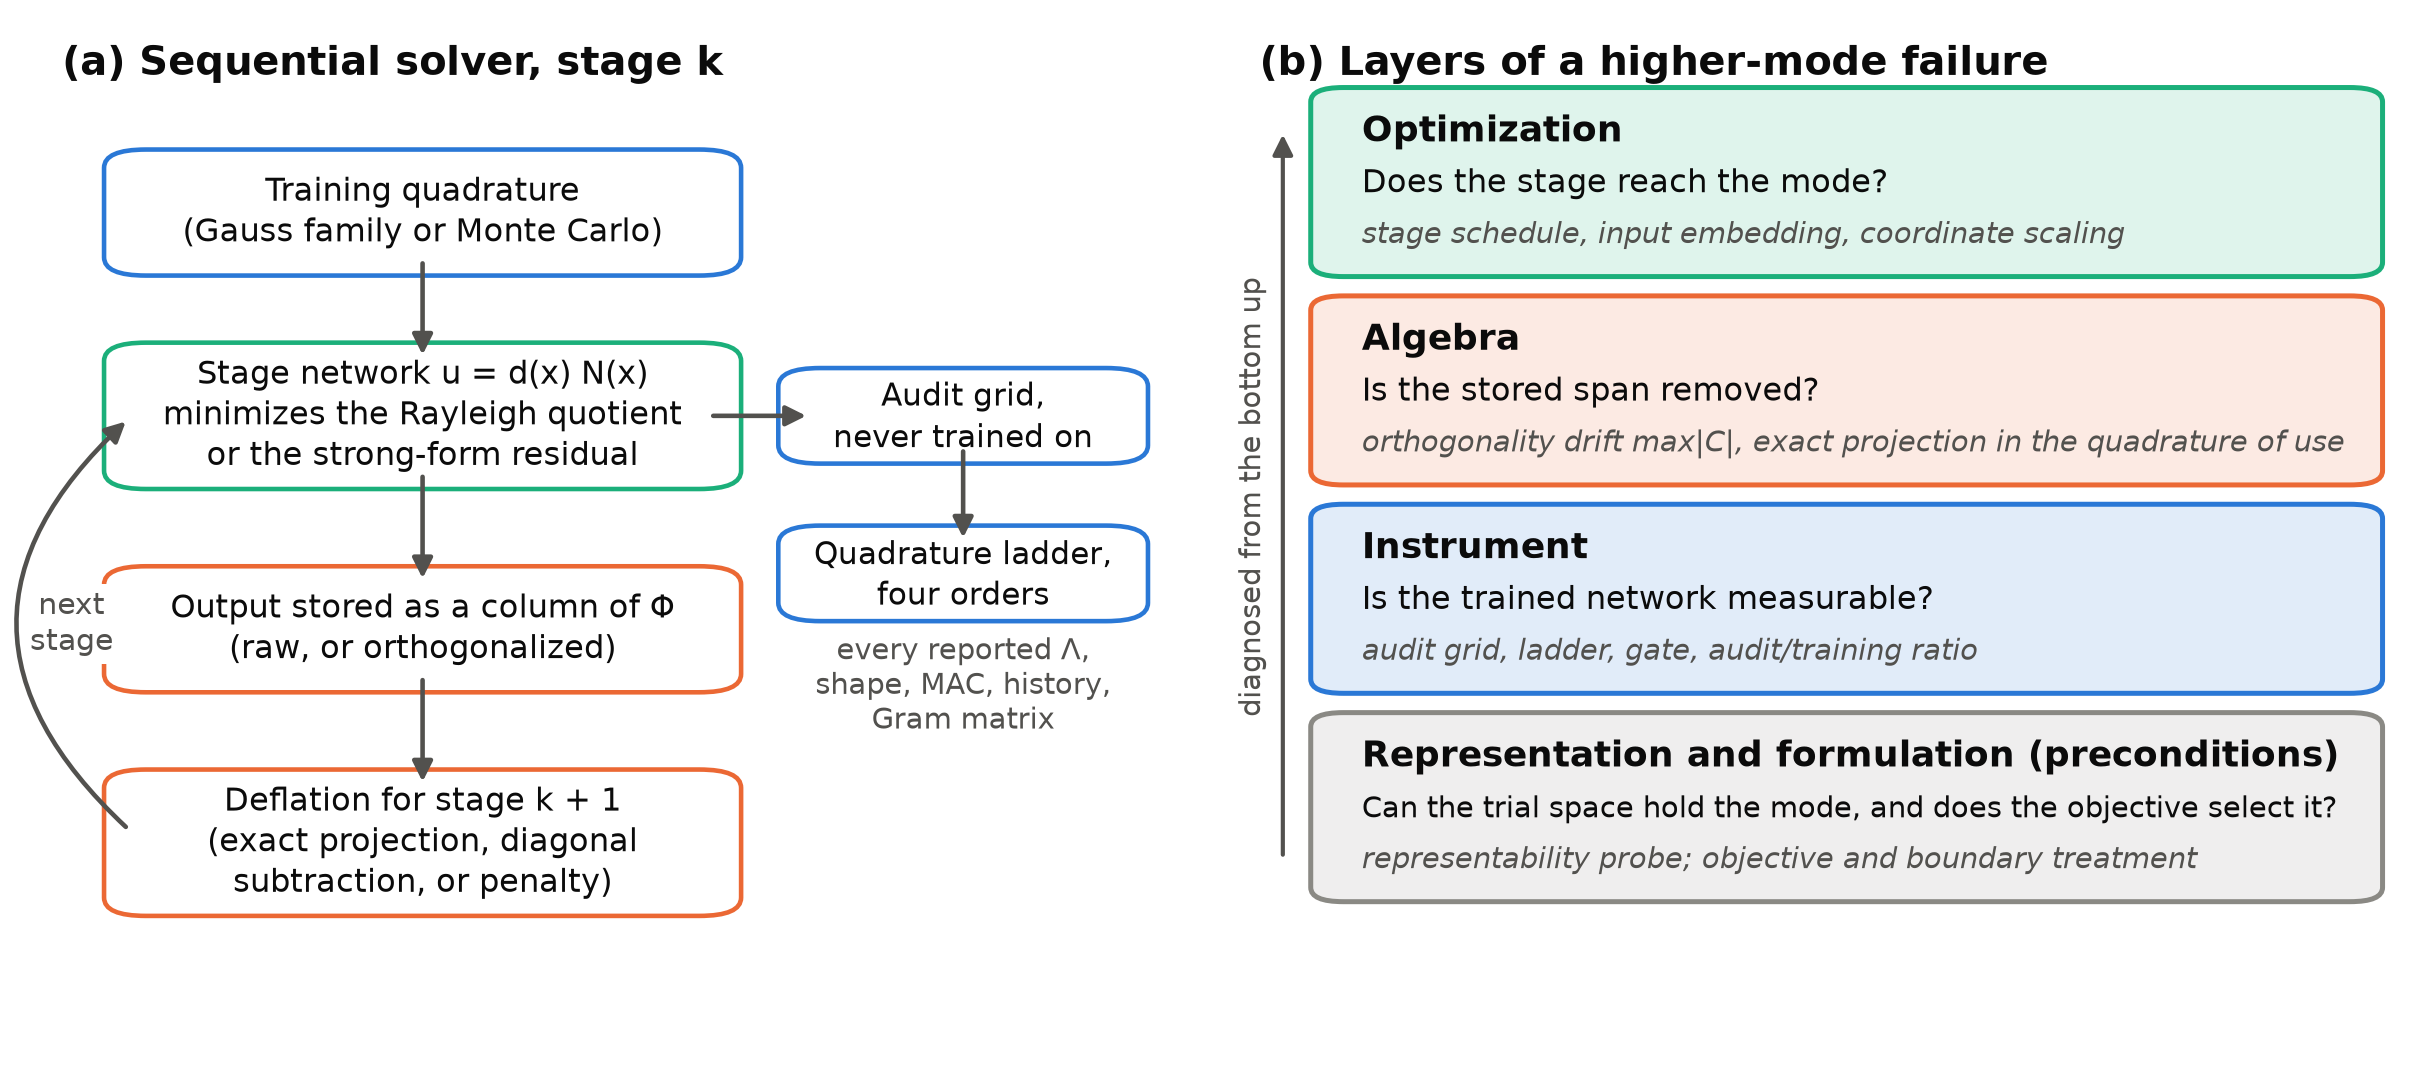 (a) Sequential solver, stage k
Training quadrature
(Gauss family or Monte Carlo)
Stage network u = d(x) N(x)
minimizes the Rayleigh quotient
or the strong-form residual
Audit grid,
never trained on
Quadrature ladder,
four orders
every reported Λ,
shape, MAC, history,
Gram matrix
next
stage
Output stored as a column of Φ
(raw, or orthogonalized)
Deflation for stage k + 1
(exact projection, diagonal
subtraction, or penalty)
(b) Layers of a higher-mode failure
diagnosed from the bottom up
Optimization
Does the stage reach the mode?
stage schedule, input embedding, coordinate scaling
Algebra
Is the stored span removed?
orthogonality drift max|C|, exact projection in the quadrature of use
Instrument
Is the trained network measurable?
audit grid, ladder, gate, audit/training ratio
Representation and formulation (preconditions)
Can the trial space hold the mode, and does the objective select it?
representability probe; objective and boundary treatment